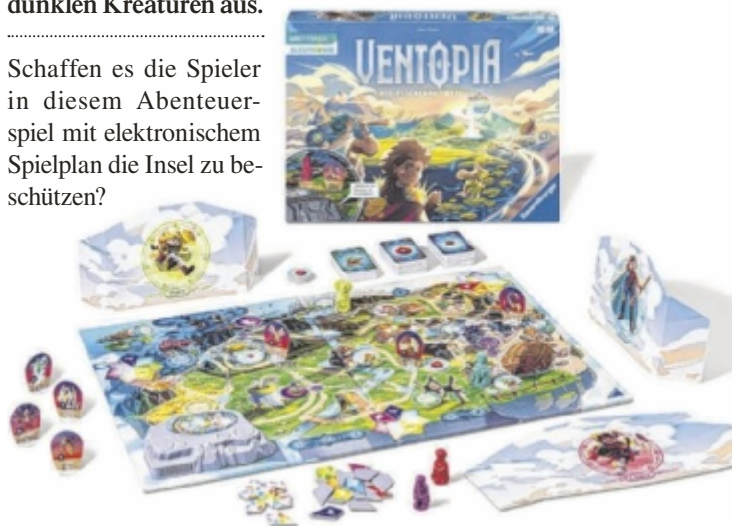 dunklen Kreaturen aus.
Schaffen es die Spieler
in diesem Abenteuer-
spiel mit elektronischem
Spielplan die Insel zu be-
schützen?
VENTOPIA
Ravensburger